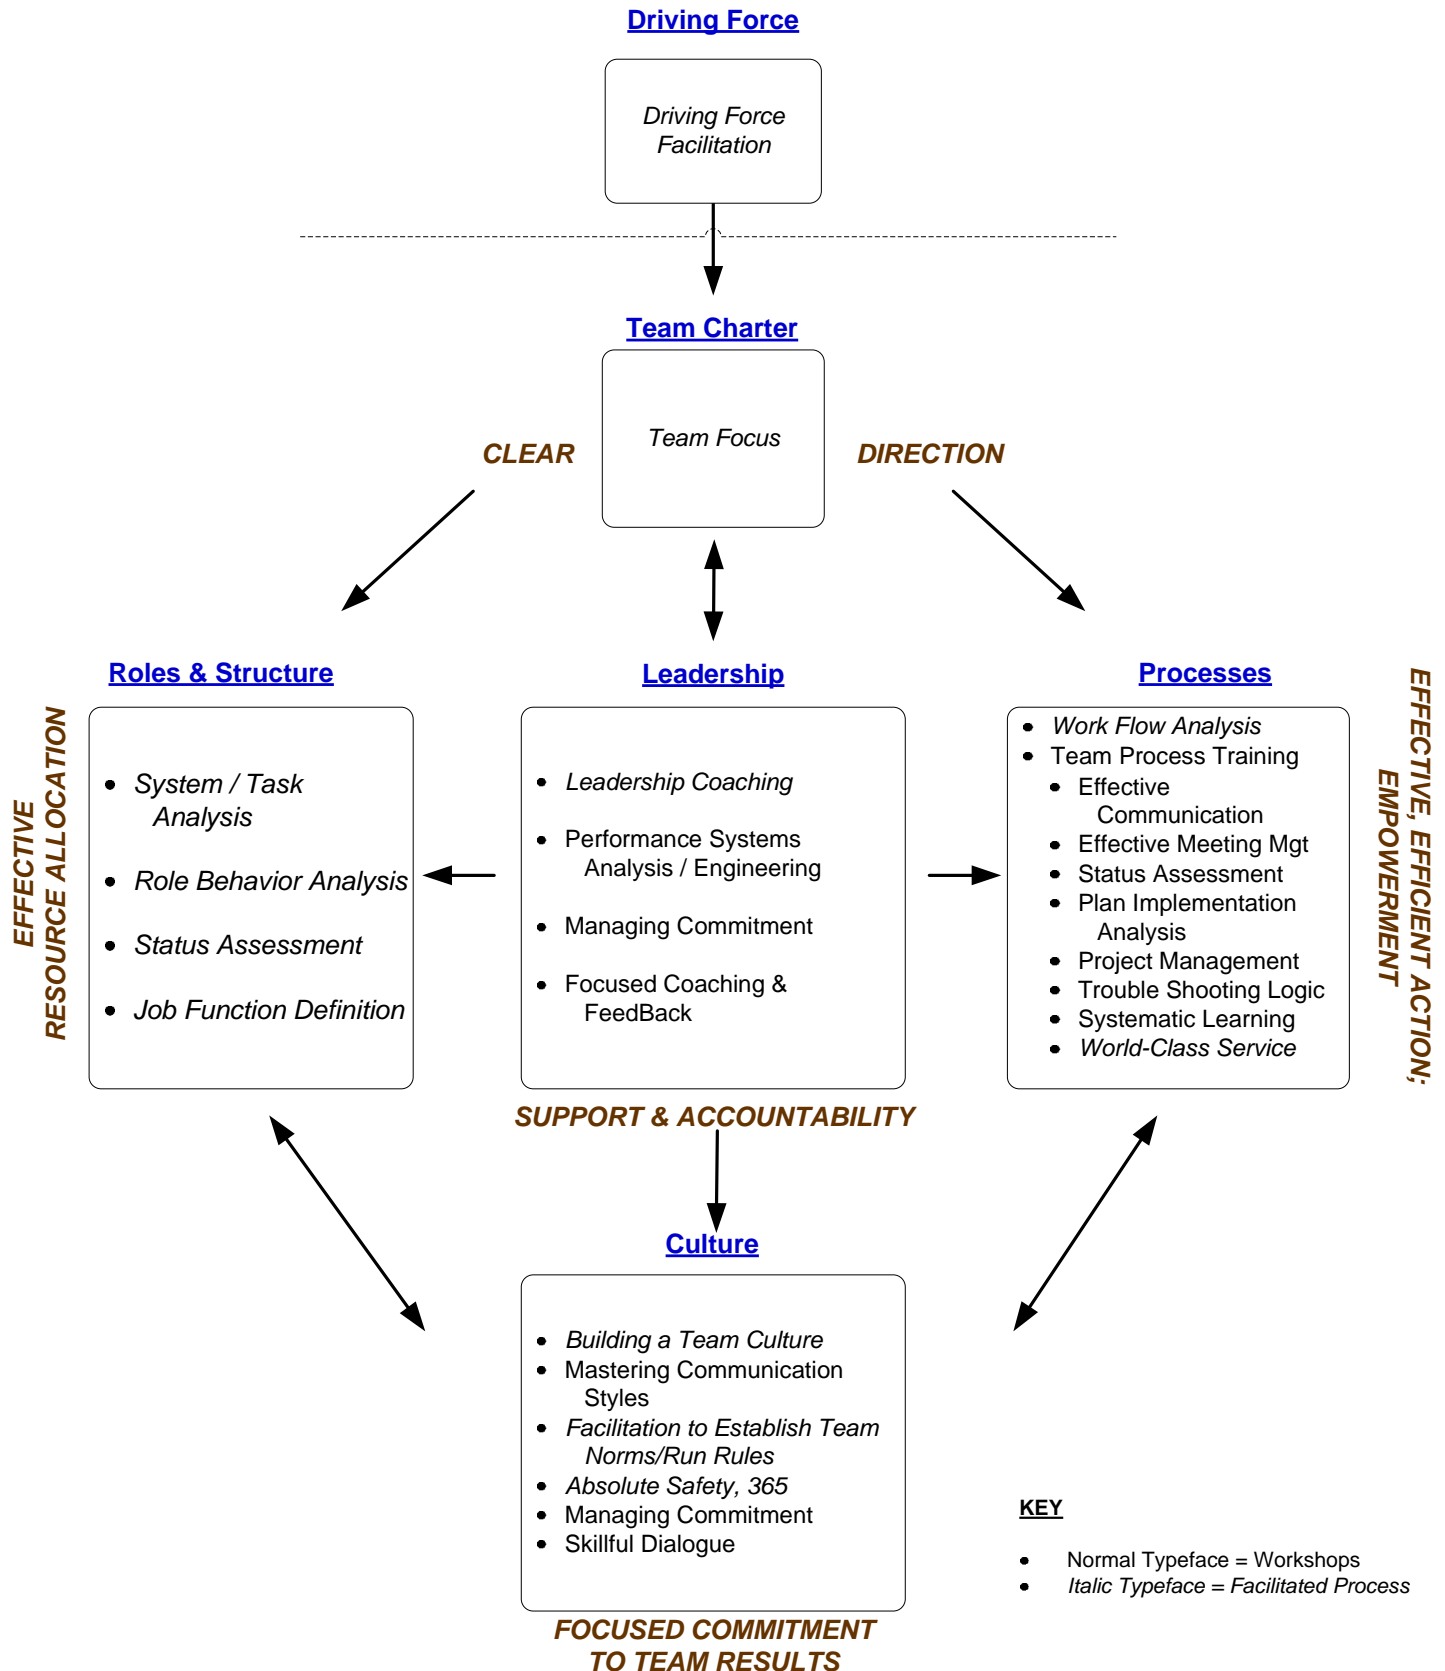 Driving Force
Driving Force
Facilitation
Team Charter
Team Focus
CLEAR
DIRECTION
Roles & Structure
EFFECTIVE
RESOURCE ALLOCATION
• System / Task
Analysis
• Role Behavior Analysis
• Status Assessment
• Job Function Definition
Leadership
• Leadership Coaching
• Performance Systems
Analysis / Engineering
• Managing Commitment
• Focused Coaching &
FeedBack
SUPPORT & ACCOUNTABILITY
Processes
• Work Flow Analysis
• Team Process Training
• Effective
Communication
• Effective Meeting Mgt
• Status Assessment
• Plan Implementation
Analysis
• Project Management
• Trouble Shooting Logic
• Systematic Learning
• World-Class Service
EFFECTIVE, EFFICIENT ACTION;
EMPOWERMENT
Culture
• Building a Team Culture
• Mastering Communication
Styles
• Facilitation to Establish Team
Norms/Run Rules
• Absolute Safety, 365
• Managing Commitment
• Skillful Dialogue
FOCUSED COMMITMENT
TO TEAM RESULTS
KEY
• Normal Typeface = Workshops
• Italic Typeface = Facilitated Process